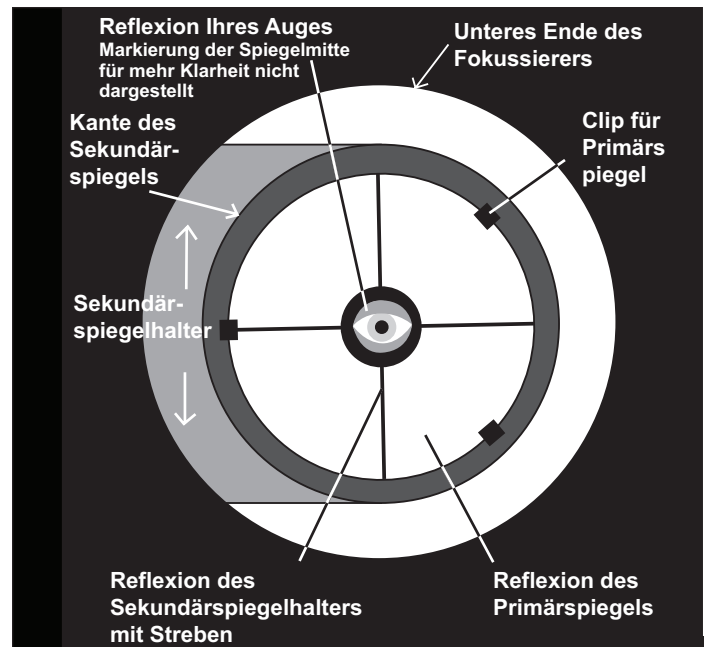 Reflexion Ihres Auges
Markierung der Spiegelmitte
für mehr Klarheit nicht
dargestellt
Unteres Ende des
Fokussierers
Kante des
Sekundär-
spiegels
Clip für
Primärs
piegel
Sekundär-
spiegelhalter
Reflexion des
Sekundärspiegelhalters
mit Streben
Reflexion des
Primärspiegels